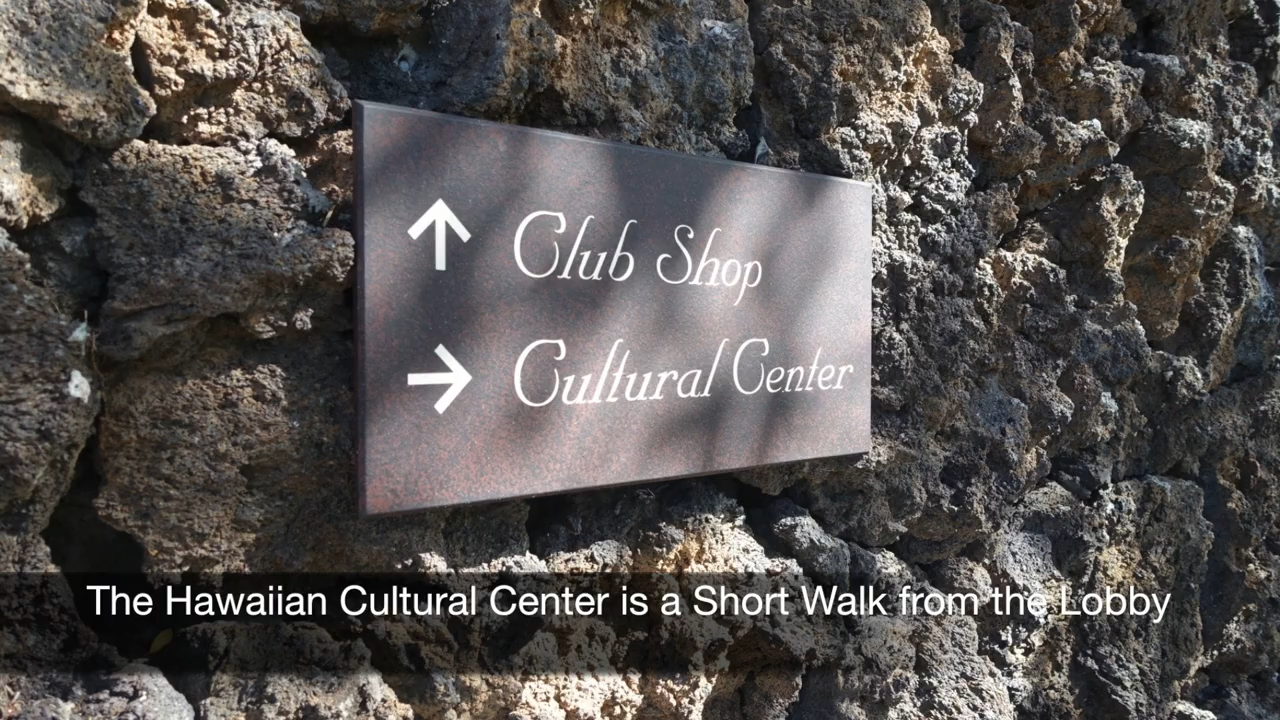 Club Shop
Cultural Center
The Hawaiian Cultural Center is a Short Walk from the Lobby